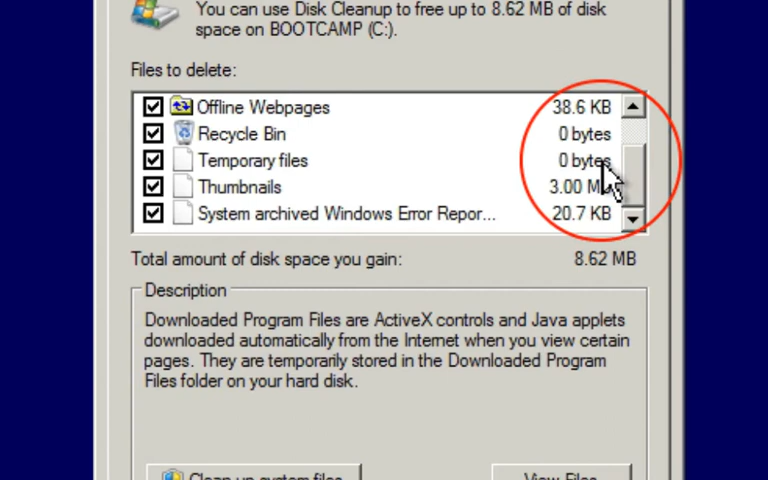 You can use Disk Cleanup to free up to 8.62 MB of disk
space on BOOTCAMP (C:).
Files to delete:
Offline Webpages 38.6 KB
Recycle Bin 0 bytes
Temporary files 0 bytes
Thumbnails 3.00
System archived Windows Error Repor... 20.7 KB
Total amount of disk space you gain: 8.62 MB
Description
Downloaded Program Files are ActiveX controls and Java applets
downloaded automatically from the Internet when you view certain
pages. They are temporarily stored in the Downloaded Program
Files folder on your hard disk.
Clean up system files View Files